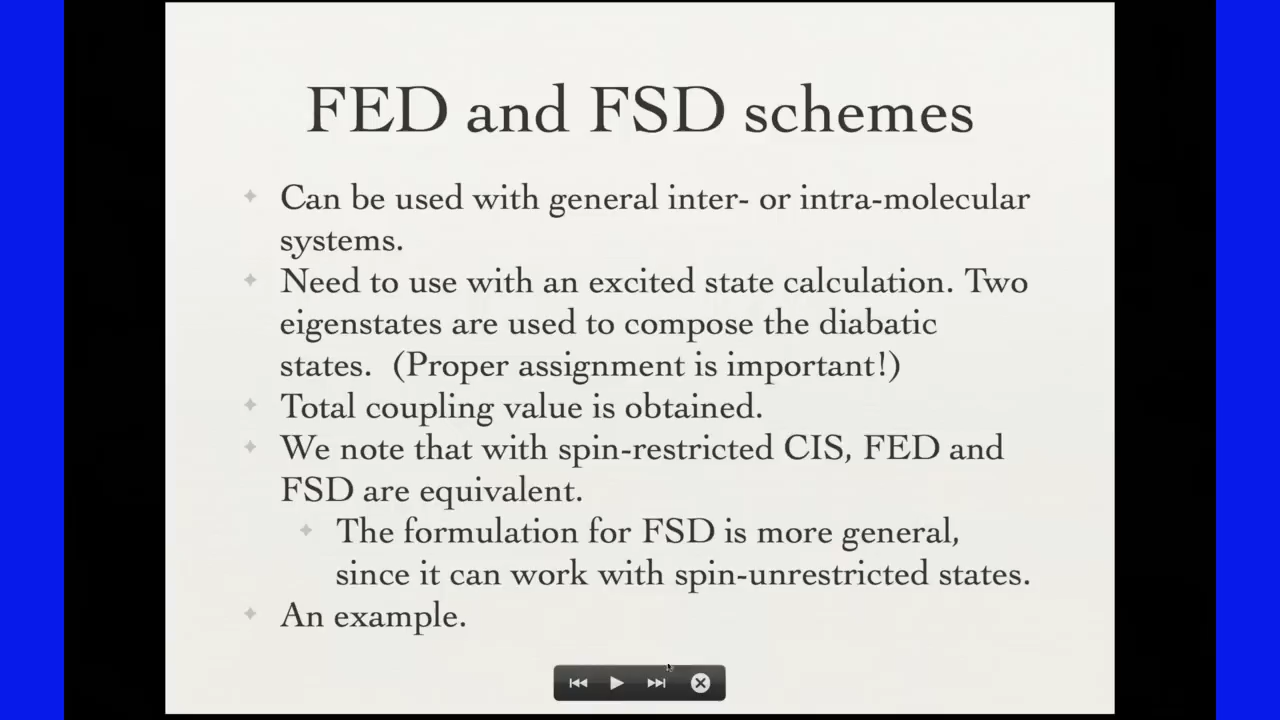 FED and FSD schemes
Can be used with general inter- or intra-molecular
systems.
Need to use with an excited state calculation. Two
eigenstates are used to compose the diabatic
states. (Proper assignment is important!)
Total coupling value is obtained.
We note that with spin-restricted CIS, FED and
FSD are equivalent.
The formulation for FSD is more general,
since it can work with spin-unrestricted states.
An example.